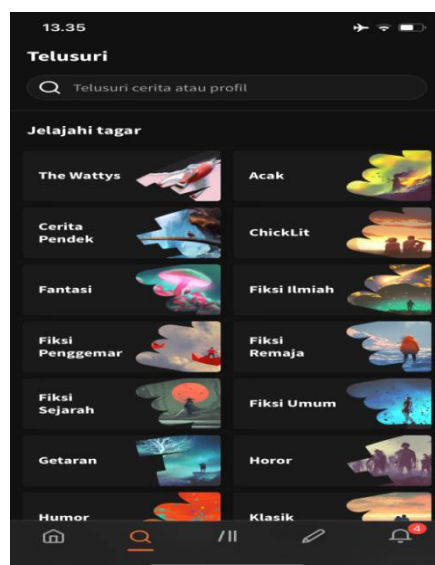 13.35
Telusuri
Telusuri cerita atau profil
Jelajahi tagar
The Wattys
Acak
Cerita
Pendek
ChickLit
Fantasi
Fiksi Ilmiah
Fiksi
Penggemar
Fiksi
Remaja
Fiksi
Sejarah
Fiksi Umum
Getaran
Horor
Humor
Klasik
4